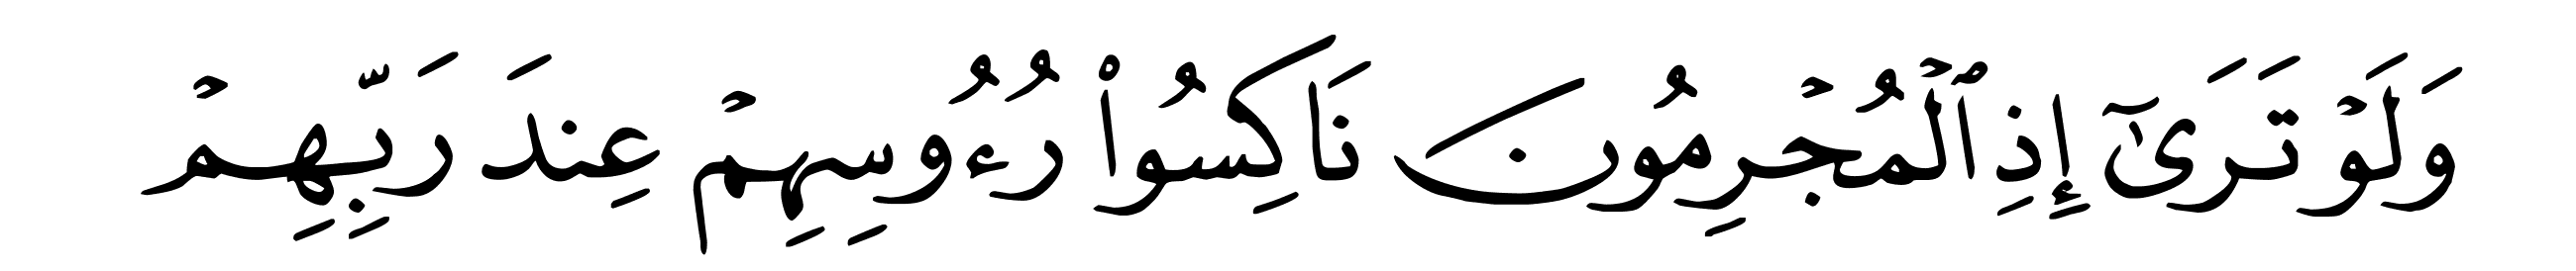 وَلَوْ تَرَىٰٓ إِذِ ٱلْمُجْرِمُونَ نَاكِسُوا۟ رُءُوسِهِمْ عِندَ رَبِّهِمْ